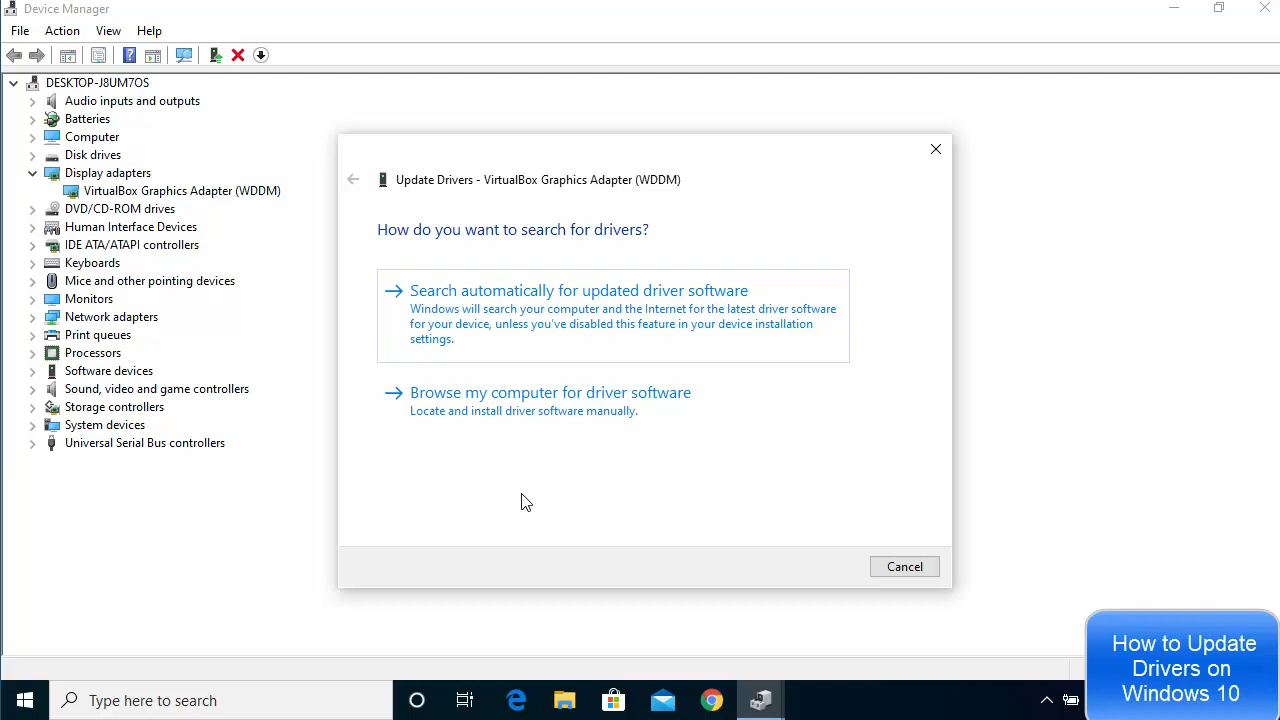 Device Manager
File Action View Help
DESKTOP-J8UM7OS
Audio inputs and outputs
Batteries
Computer
Disk drives
Display adapters
VirtualBox Graphics Adapter (WDDM)
DVD/CD-ROM drives
Human Interface Devices
IDE ATA/ATAPI controllers
Keyboards
Mice and other pointing devices
Monitors
Network adapters
Print queues
Processors
Software devices
Sound, video and game controllers
Storage controllers
System devices
Universal Serial Bus controllers
Update Drivers - VirtualBox Graphics Adapter (WDDM)
How do you want to search for drivers?
Search automatically for updated driver software
Windows will search your computer and the Internet for the latest driver software
for your device, unless you've disabled this feature in your device installation
settings.
Browse my computer for driver software
Locate and install driver software manually.
Cancel
How to Update
Drivers on
Windows 10
Type here to search